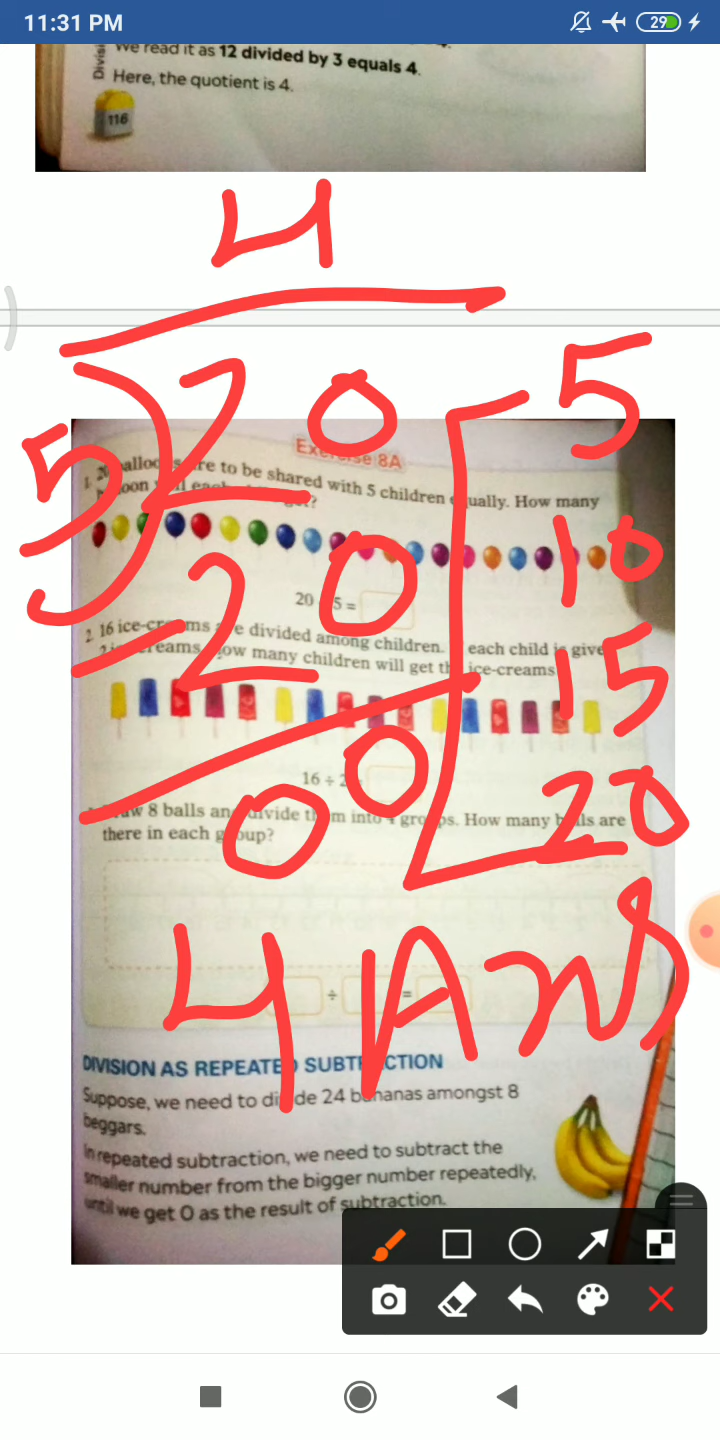 11:31 PM
29
we read it as 12 divided by 3 equals 4.
Here, the quotient is 4.
116
4
5 20 5
10
20 15
20
00
4 Ans
Exercise 8A
1. 20 are to be shared with 5 children equally. How many
20 5 =
2. 16 ice-creams are divided among children. each child is give
How many children will get the ice-creams
16 ÷ 2
8 balls and divide them into 4 groups. How many balls are
there in each group?
÷ =
DIVISION AS REPEATED SUBTRACTION
Suppose, we need to divide 24 bananas amongst 8
beggars.
In repeated subtraction, we need to subtract the
smaller number from the bigger number repeatedly,
until we get 0 as the result of subtraction.